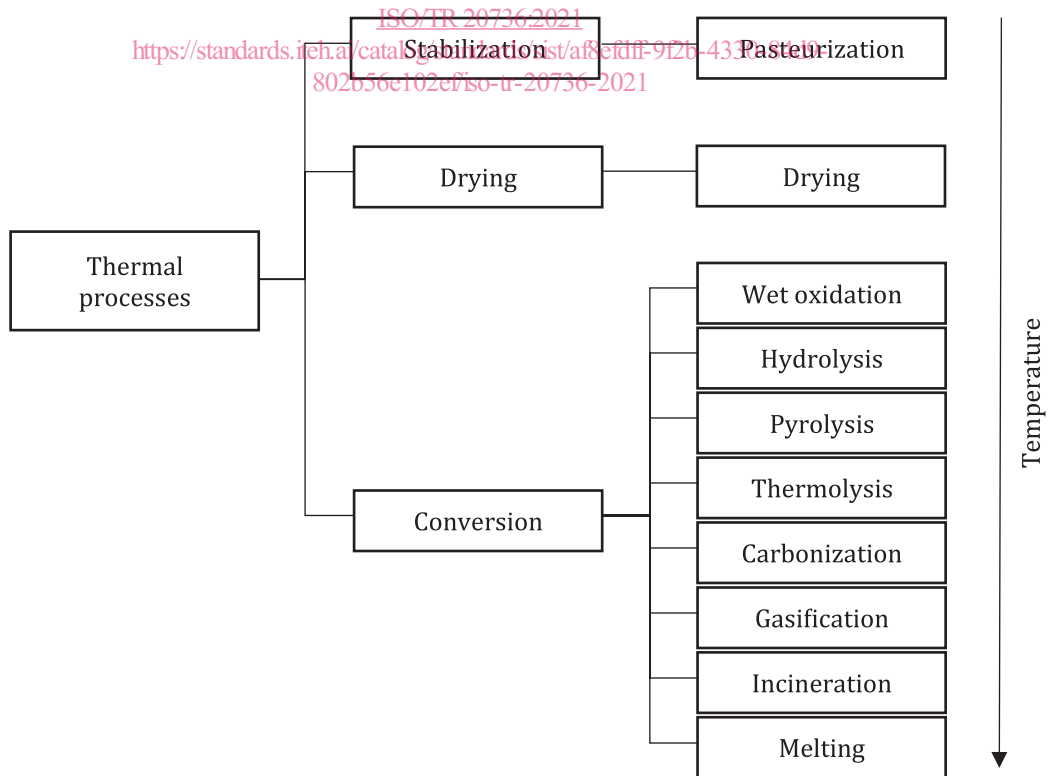 ISO/TR 20736:2021
Stabilization
Pasteurization
802b56e102ef/iso-tr-20736-2021
Drying
Drying
Thermal
processes
Wet oxidation
Hydrolysis
Pyrolysis
Thermolysis
Conversion
Carbonization
Gasification
Incineration
Melting
Temperature